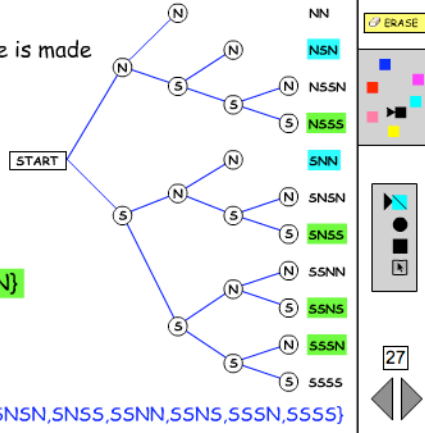 N NN
ERASE
e is made
N NSN
N
S N NSSN
S
S NSSS
START
N SNN
N N SNSN
S
S
S SNSS
N SSNN
N}
N
S SSNS
S
N SSSN
S
S SSSS
27
SNSN,SNSS,SSNN,SSNS,SSSN,SSSS}